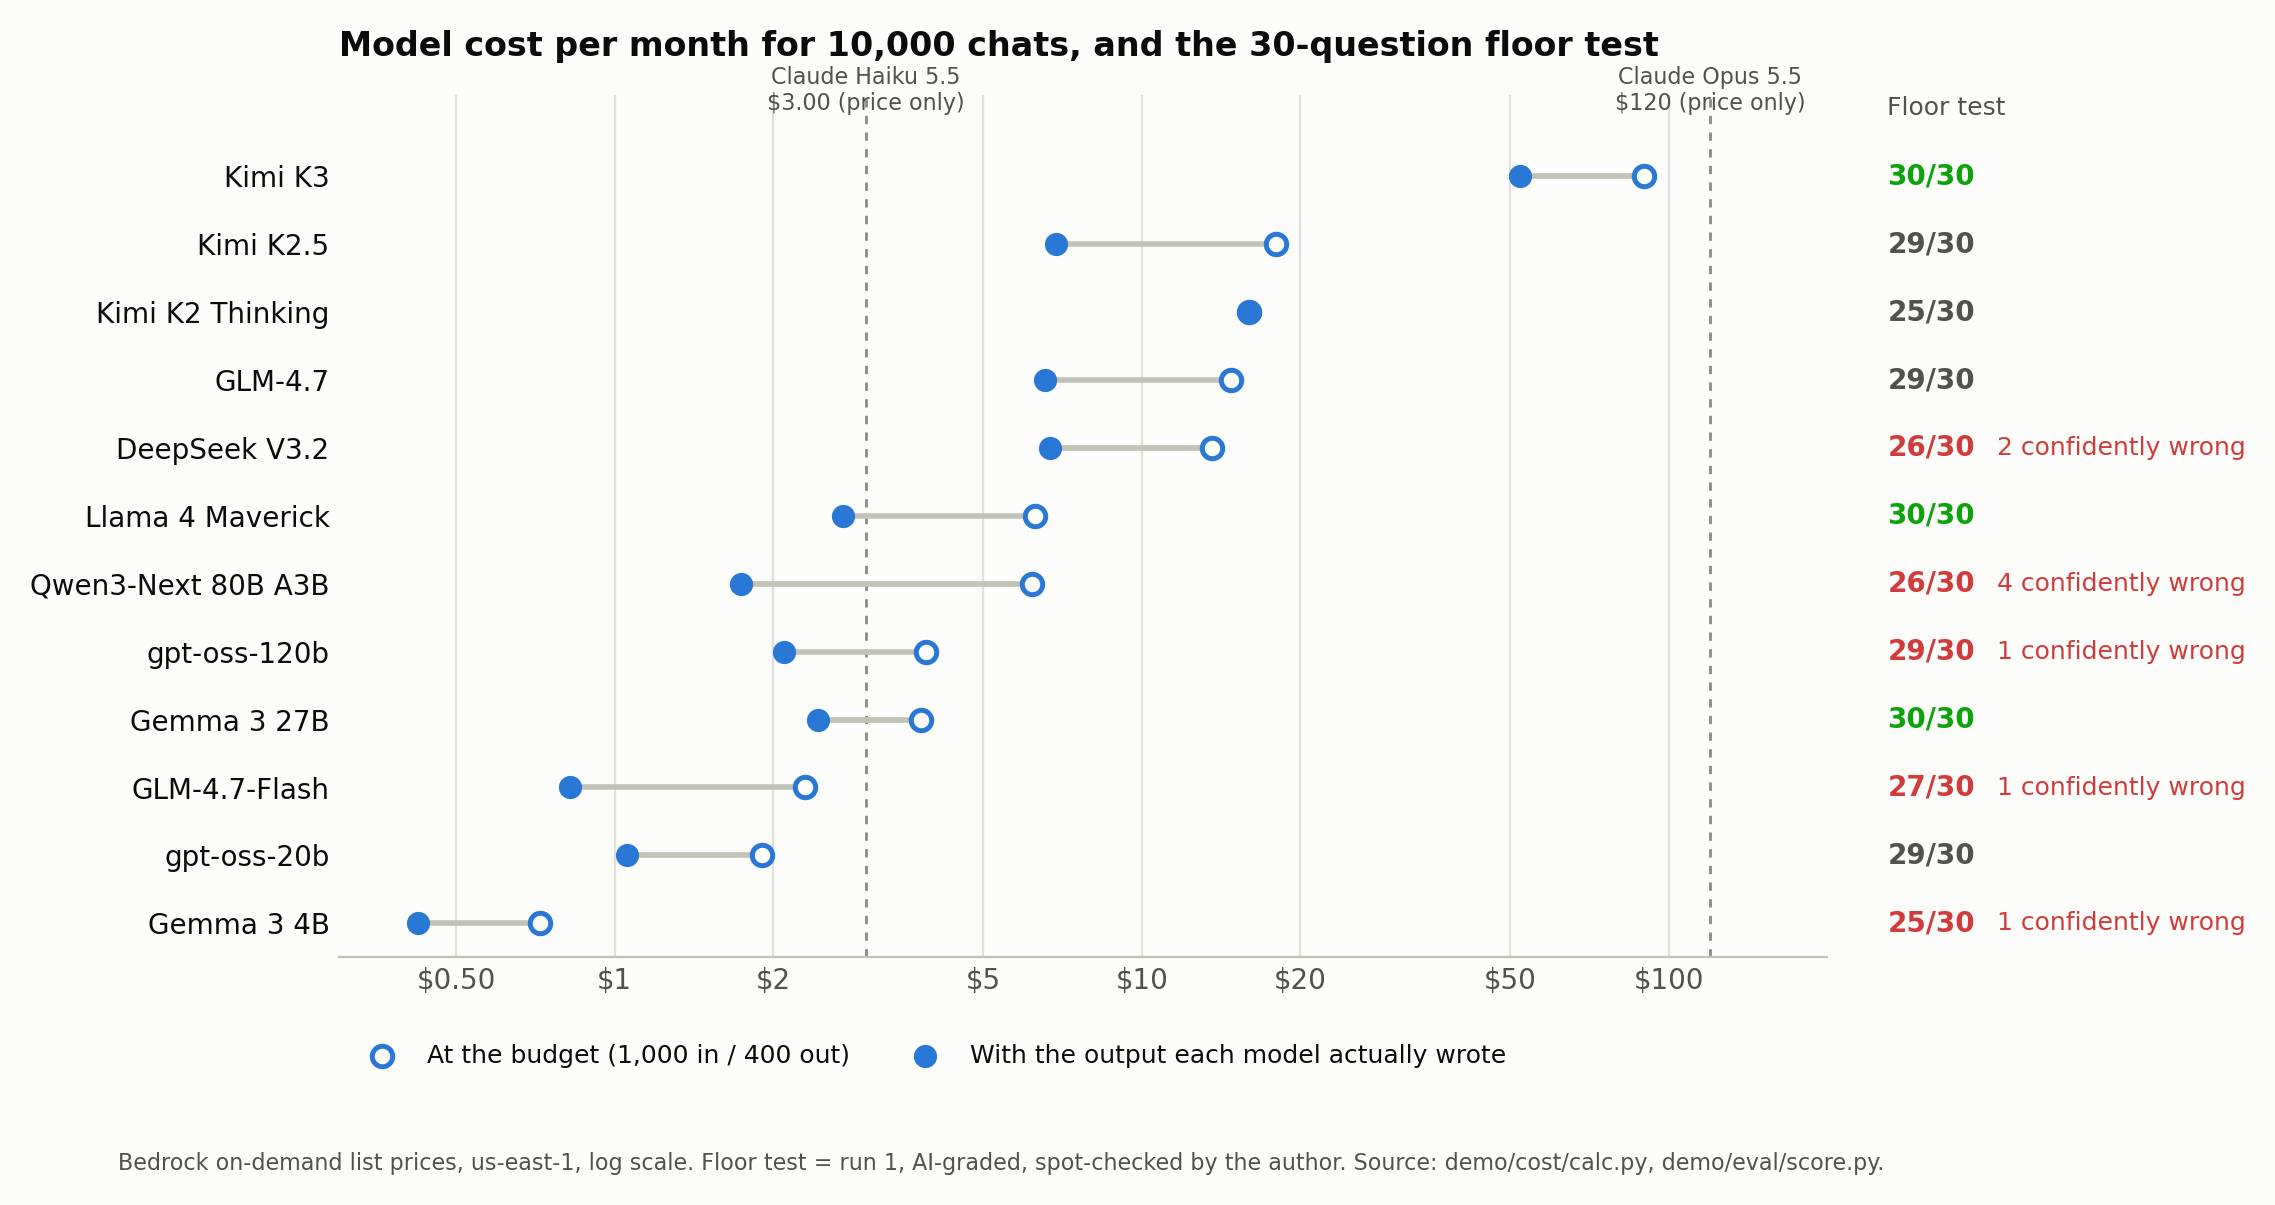 Model cost per month for 10,000 chats, and the 30-question floor test
Claude Haiku 5.5
$3.00 (price only)
Claude Opus 5.5
$120 (price only)
Floor test
Kimi K3
30/30
Kimi K2.5
29/30
Kimi K2 Thinking
25/30
GLM-4.7
29/30
DeepSeek V3.2
26/30 2 confidently wrong
Llama 4 Maverick
30/30
Qwen3-Next 80B A3B
26/30 4 confidently wrong
gpt-oss-120b
29/30 1 confidently wrong
Gemma 3 27B
30/30
GLM-4.7-Flash
27/30 1 confidently wrong
gpt-oss-20b
29/30
Gemma 3 4B
25/30 1 confidently wrong
$0.50 $1 $2 $5 $10 $20 $50 $100
At the budget (1,000 in / 400 out)
With the output each model actually wrote
Bedrock on-demand list prices, us-east-1, log scale. Floor test = run 1, AI-graded, spot-checked by the author. Source: demo/cost/calc.py, demo/eval/score.py.